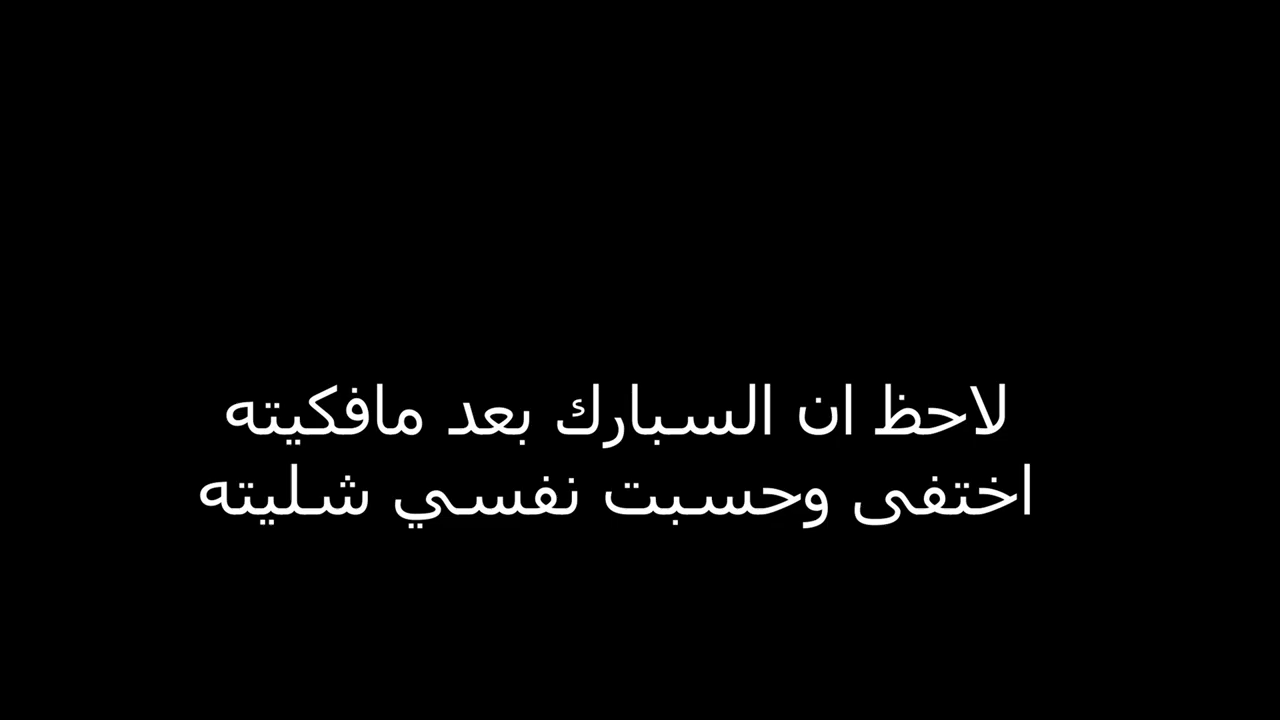 لاحظ ان السبارك بعد مافكيته
اختفى وحسبت نفسي شليته